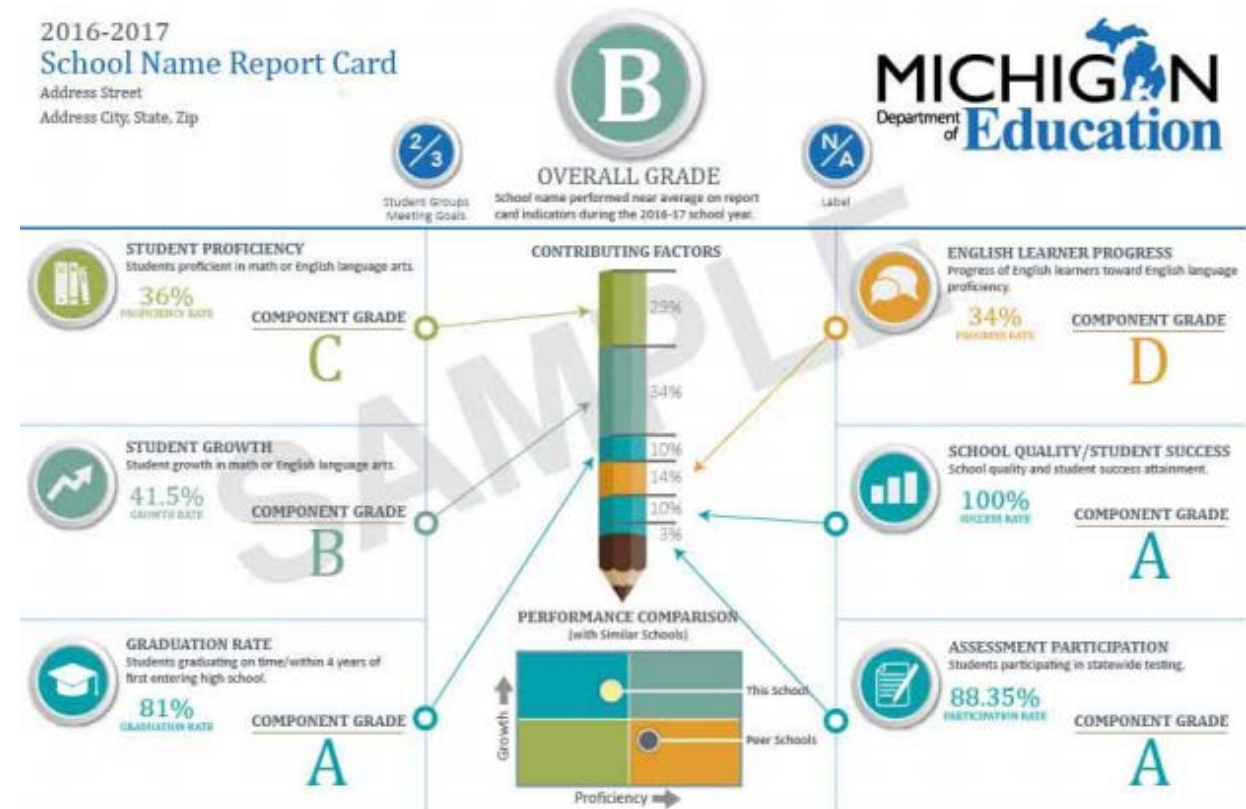 2016-2017
School Name Report Card
Address Street
Address City, State, Zip
2/3
Student Groups
Meeting Goals
B
OVERALL GRADE
School name performed near average on report
card indicators during the 2016-17 school year.
N/A
Label
MICHIGAN
Department of Education
STUDENT PROFICIENCY
Students proficient in math or English language arts.
36%
PROFICIENCY RATE
COMPONENT GRADE
C
STUDENT GROWTH
Student growth in math or English language arts.
41.5%
GROWTH RATE
COMPONENT GRADE
B
GRADUATION RATE
Students graduating on time/within 4 years of
first entering high school.
81%
GRADUATION RATE
COMPONENT GRADE
A
CONTRIBUTING FACTORS
29%
34%
10%
14%
10%
3%
PERFORMANCE COMPARISON
(with Similar Schools)
Growth
This School
Peer Schools
Proficiency
ENGLISH LEARNER PROGRESS
Progress of English learners toward English language
proficiency.
34%
PROGRESS RATE
COMPONENT GRADE
D
SCHOOL QUALITY/STUDENT SUCCESS
School quality and student success attainment.
100%
SUCCESS RATE
COMPONENT GRADE
A
ASSESSMENT PARTICIPATION
Students participating in statewide testing.
88.35%
PARTICIPATION RATE
COMPONENT GRADE
A
SAMPLE